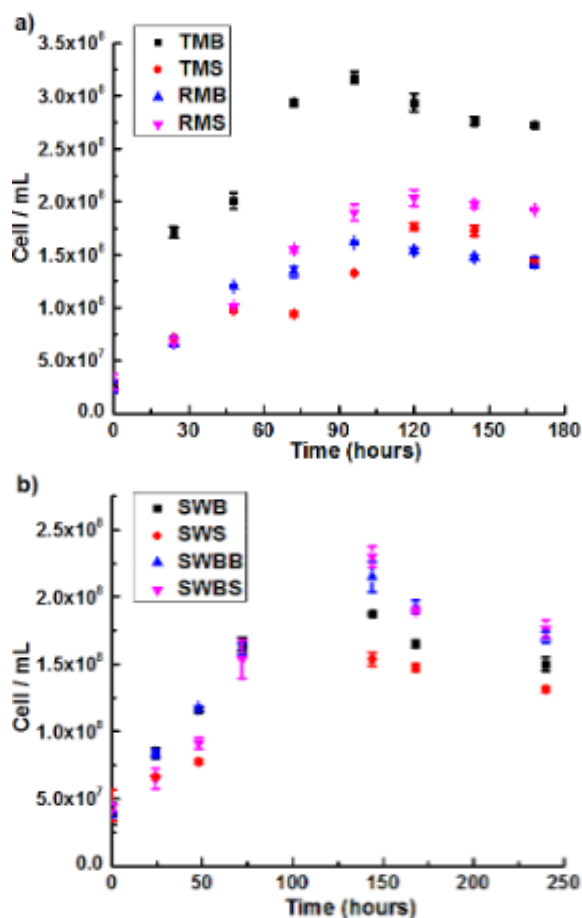 a)
TMB
TMS
RMB
RMS
3.5x10⁸
3.0x10⁸
2.5x10⁸
2.0x10⁸
1.5x10⁸
1.0x10⁸
5.0x10⁷
0.0
Cell / mL
0 30 60 90 120 150 180
Time (hours)
b)
SWB
SWS
SWBB
SWBS
2.5x10⁸
2.0x10⁸
1.5x10⁸
1.0x10⁸
5.0x10⁷
0.0
Cell / mL
0 50 100 150 200 250
Time (hours)